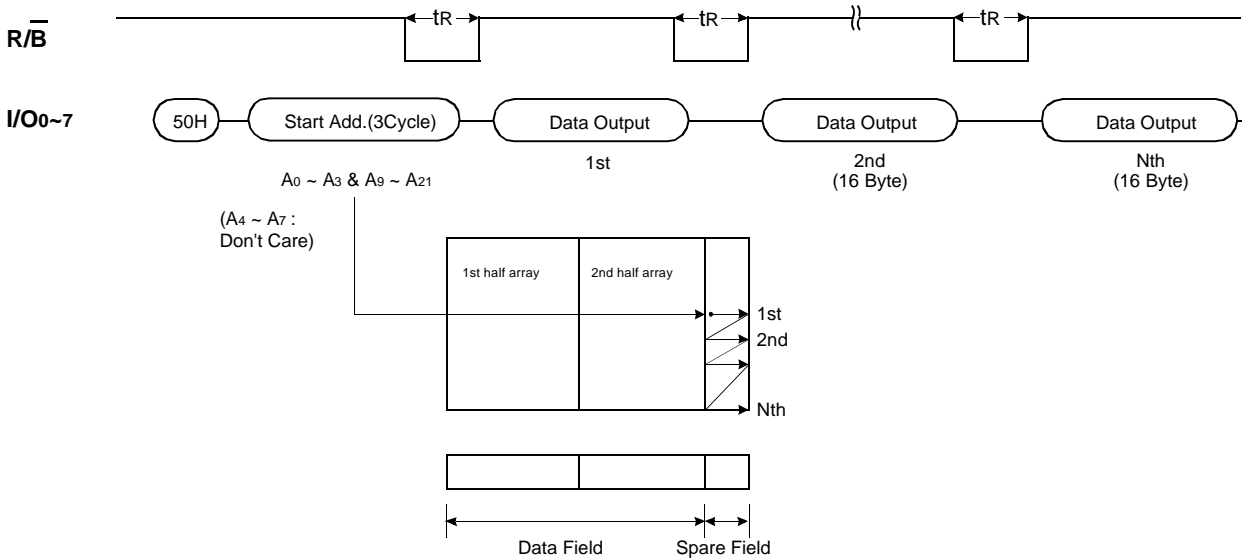 R/B
tR
tR
tR
I/O0~7
50H
Start Add.(3Cycle)
Data Output
Data Output
Data Output
1st
2nd
(16 Byte)
Nth
(16 Byte)
A0 ~ A3 & A9 ~ A21
(A4 ~ A7 :
Don't Care)
1st half array
2nd half array
1st
2nd
Nth
Data Field
Spare Field